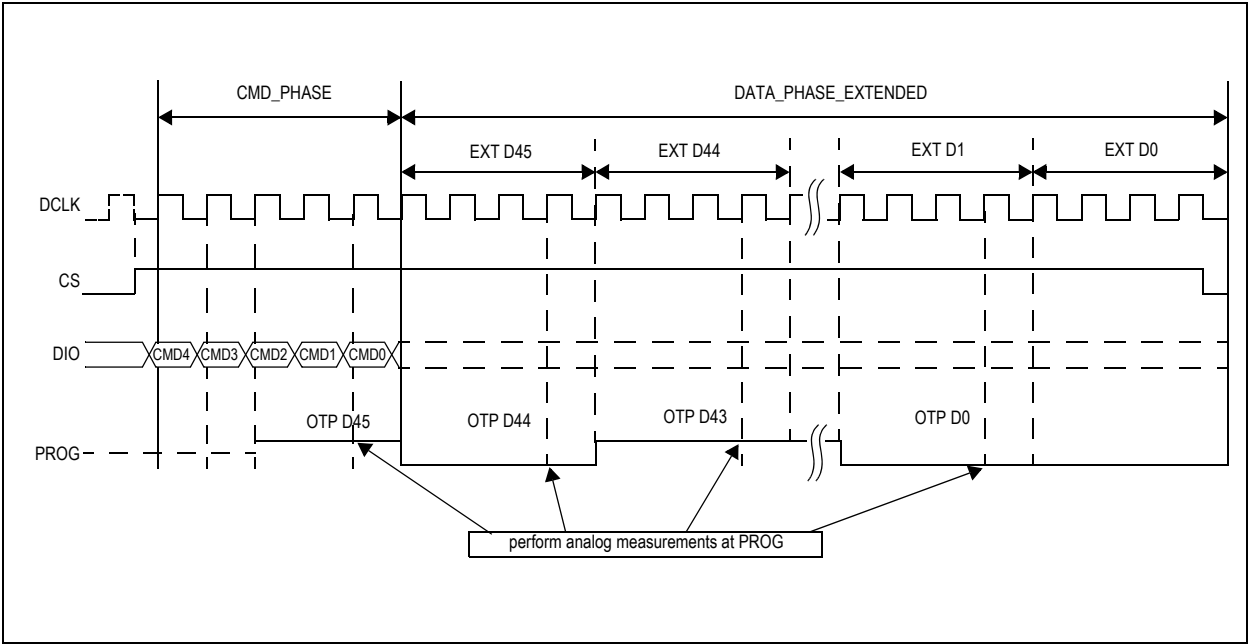 CMD_PHASE
DATA_PHASE_EXTENDED
EXT D45
EXT D44
EXT D1
EXT D0
DCLK
CS
DIO
CMD4
CMD3
CMD2
CMD1
CMD0
OTP D45
OTP D44
OTP D43
OTP D0
PROG
perform analog measurements at PROG